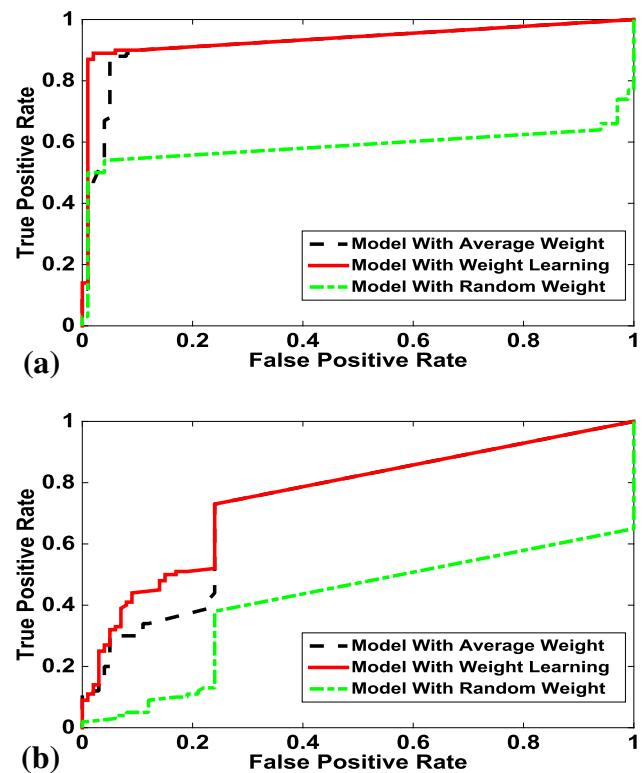 1
0.8
0.6
0.4
0.2
0
True Positive Rate
Model With Average Weight
Model With Weight Learning
Model With Random Weight
0 0.2 0.4 0.6 0.8 1
False Positive Rate
(a)
1
0.8
0.6
0.4
0.2
0
True Positive Rate
Model With Average Weight
Model With Weight Learning
Model With Random Weight
0 0.2 0.4 0.6 0.8 1
False Positive Rate
(b)